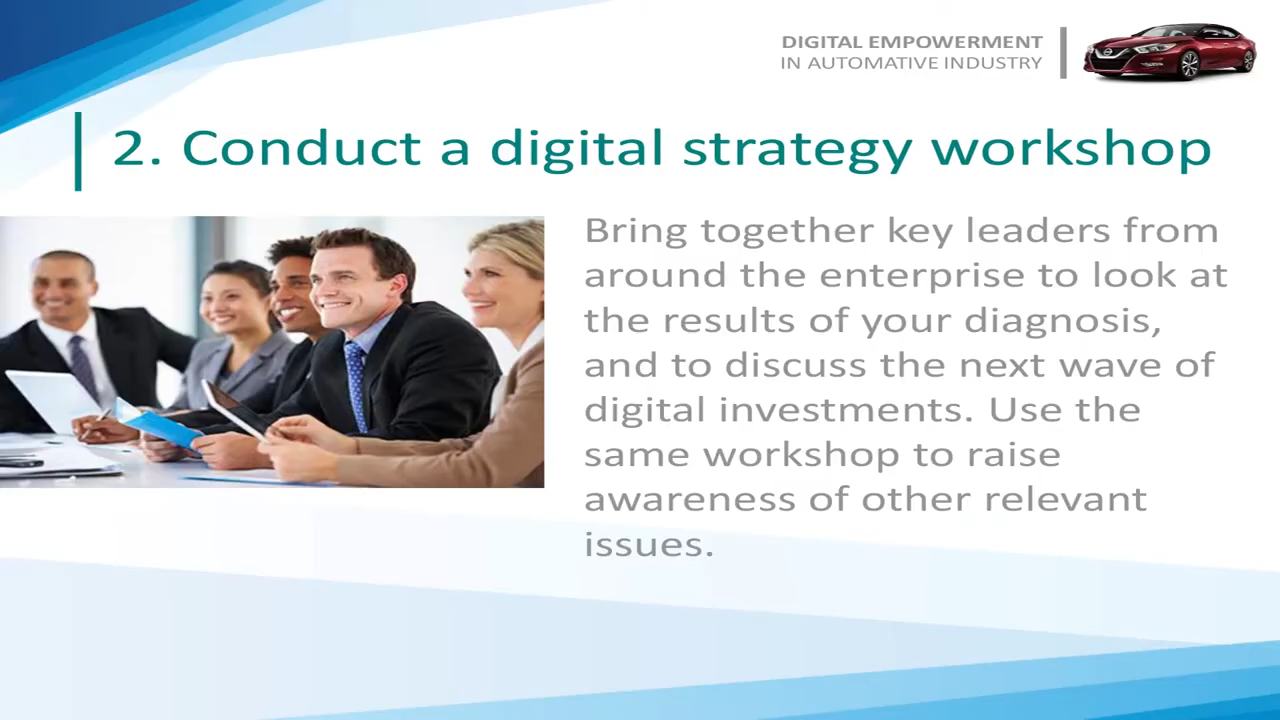 DIGITAL EMPOWERMENT
IN AUTOMATIVE INDUSTRY
2. Conduct a digital strategy workshop
Bring together key leaders from
around the enterprise to look at
the results of your diagnosis,
and to discuss the next wave of
digital investments. Use the
same workshop to raise
awareness of other relevant
issues.